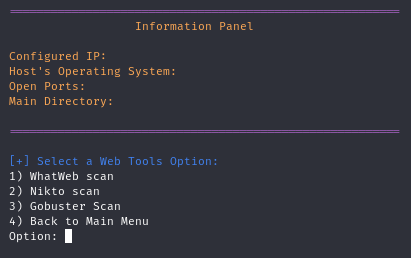 Information Panel
Configured IP:
Host's Operating System:
Open Ports:
Main Directory:
[+] Select a Web Tools Option:
1) WhatWeb scan
2) Nikto scan
3) Gobuster Scan
4) Back to Main Menu
Option: